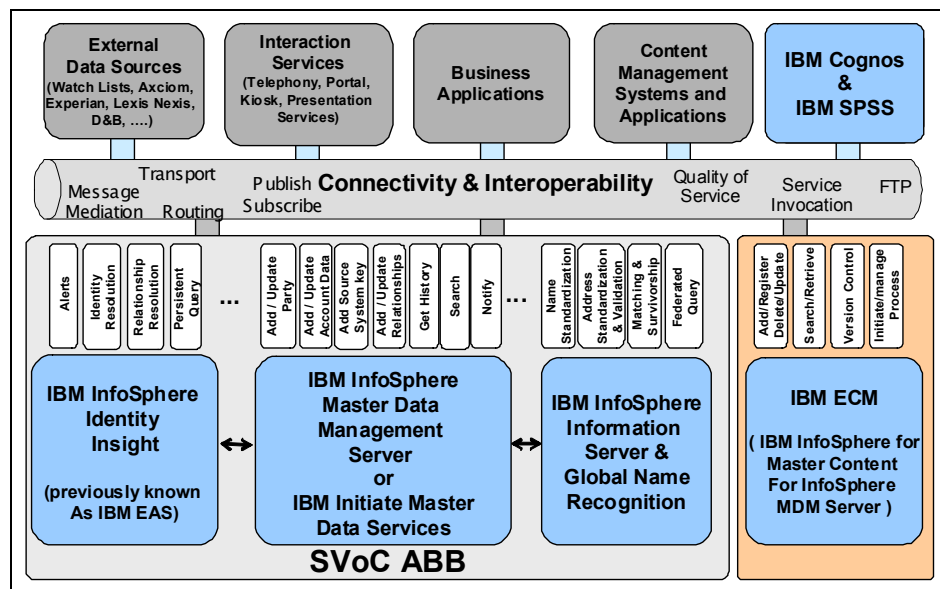 External
Data Sources
(Watch Lists, Axciom,
Experian, Lexis Nexis,
D&B, ....)
Interaction
Services
(Telephony, Portal,
Kiosk, Presentation
Services)
Business
Applications
Content
Management
Systems and
Applications
IBM Cognos
&
IBM SPSS
Message
Mediation
Transport
Routing
Publish
Subscribe
Connectivity & Interoperability
Quality of
Service
Service
Invocation
FTP
Alerts
Identity
Resolution
Relationship
Resolution
Persistent
Query
...
Add / Update
Party
Add / Update
Account Data
Add Source
System key
Add / Update
Relationships
Get History
Search
Notify
...
Name
Standardization
Address
Standardization
& Validation
Matching &
Survivorship
Federated
Query
Add/Register
Delete/Update
Search/Retrieve
Version Control
Initiate/manage
Process
IBM InfoSphere
Identity
Insight
(previously known
As IBM EAS)
IBM InfoSphere
Master Data
Management
Server
or
IBM Initiate Master
Data Services
IBM InfoSphere
Information
Server &
Global Name
Recognition
IBM ECM
( IBM InfoSphere for
Master Content
For InfoSphere
MDM Server )
SVoC ABB